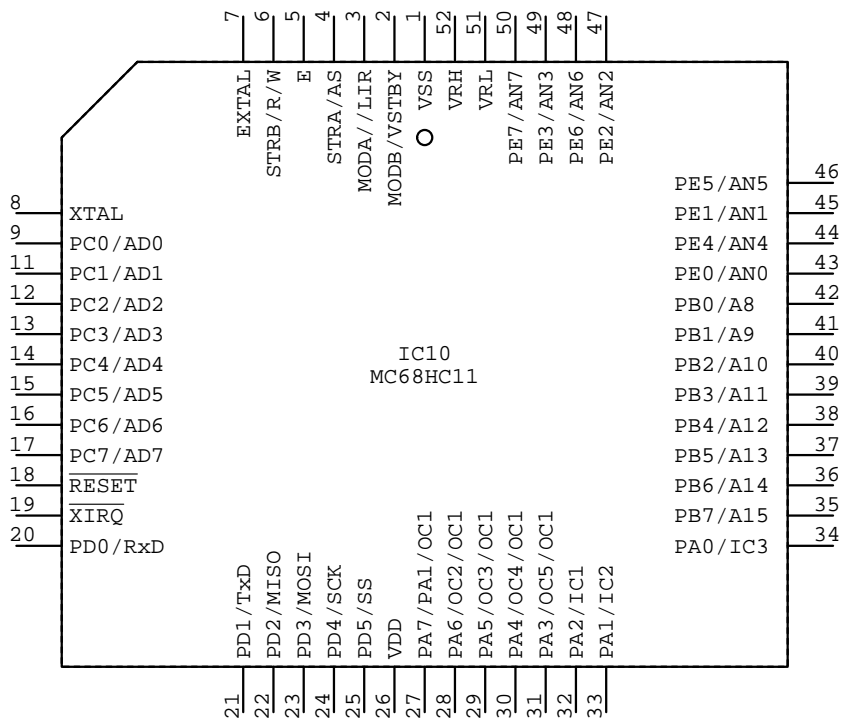 7
6
5
4
3
2
1
52
51
50
49
48
47
EXTAL
STRB/R/W
E
STRA/AS
MODA//LIR
MODB/VSTBY
VSS
VRH
VRL
PE7/AN7
PE3/AN3
PE6/AN6
PE2/AN2
8 XTAL
9 PC0/AD0
11 PC1/AD1
12 PC2/AD2
13 PC3/AD3
14 PC4/AD4
15 PC5/AD5
16 PC6/AD6
17 PC7/AD7
18 RESET
19 XIRQ
20 PD0/RxD
IC10
MC68HC11
PE5/AN5 46
PE1/AN1 45
PE4/AN4 44
PE0/AN0 43
PB0/A8 42
PB1/A9 41
PB2/A10 40
PB3/A11 39
PB4/A12 38
PB5/A13 37
PB6/A14 36
PB7/A15 35
PA0/IC3 34
PD1/TxD
PD2/MISO
PD3/MOSI
PD4/SCK
PD5/SS
VDD
PA7/PA1/OC1
PA6/OC2/OC1
PA5/OC3/OC1
PA4/OC4/OC1
PA3/OC5/OC1
PA2/IC1
PA1/IC2
21
22
23
24
25
26
27
28
29
30
31
32
33